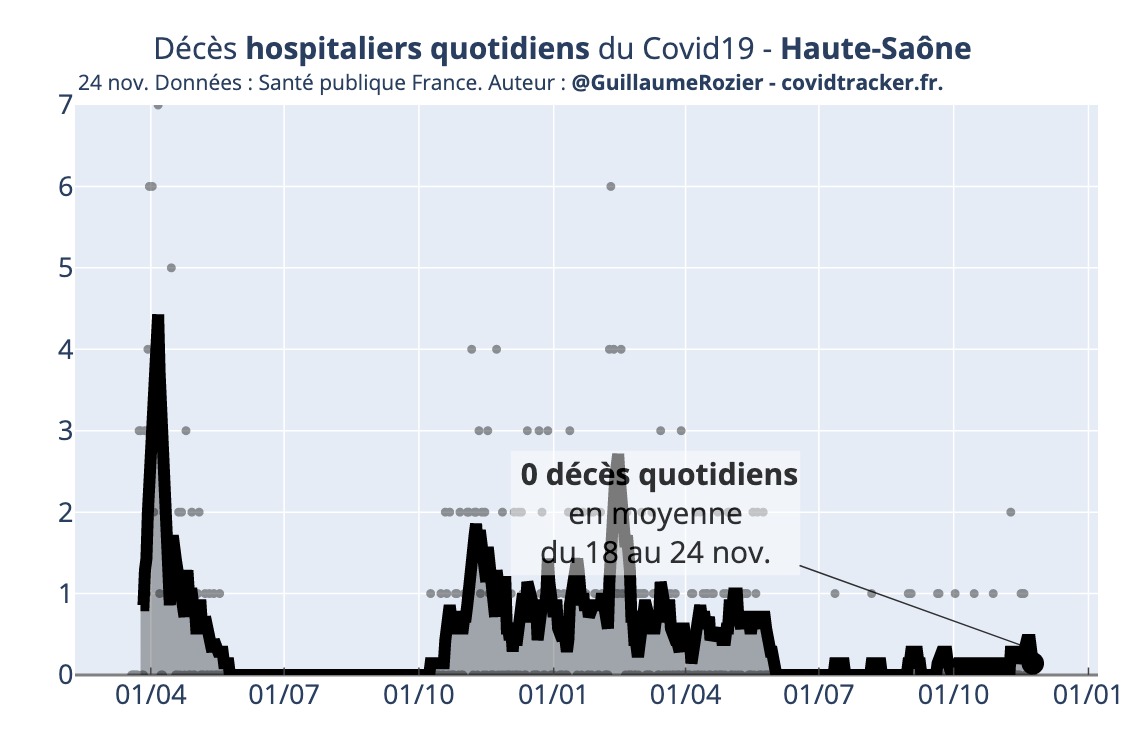 Décès hospitaliers quotidiens du Covid19 - Haute-Saône
24 nov. Données : Santé publique France. Auteur : @GuillaumeRozier - covidtracker.fr.
7
6
5
4
3
2
1
0
0 décès quotidiens
en moyenne
du 18 au 24 nov.
01/04 01/07 01/10 01/01 01/04 01/07 01/10 01/01